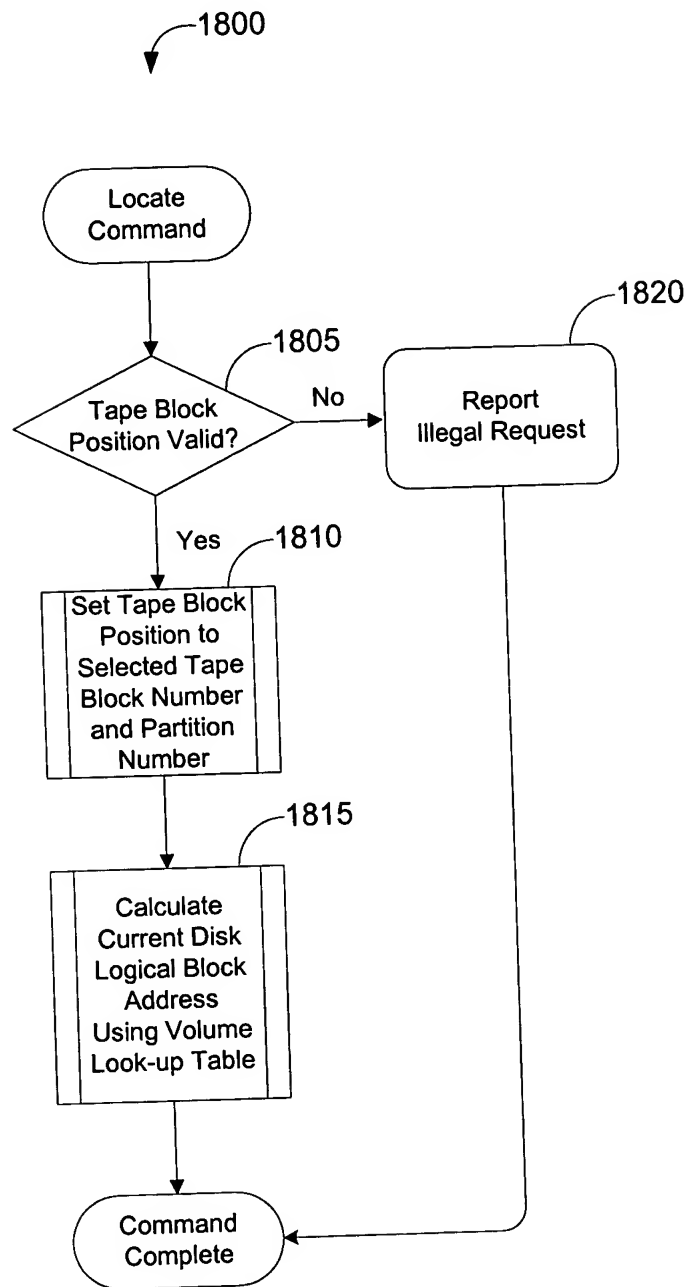 1800
Locate
Command
1805
Tape Block
Position Valid?
No
1820
Report
Illegal Request
Yes
1810
Set Tape Block
Position to
Selected Tape
Block Number
and Partition
Number
1815
Calculate
Current Disk
Logical Block
Address
Using Volume
Look-up Table
Command
Complete